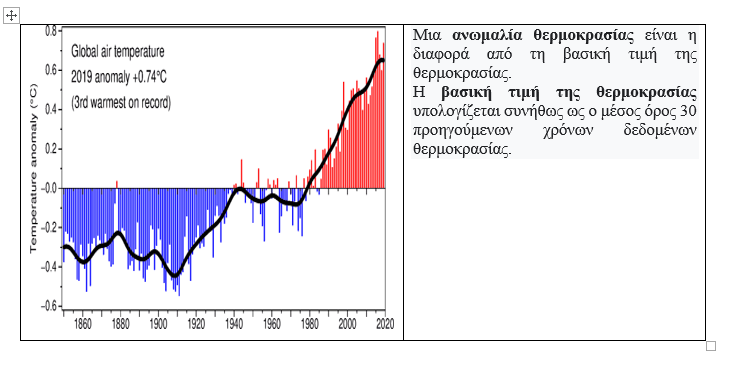 0.8
0.6
0.4
0.2
-0.0
-0.2
-0.4
-0.6
Temperature anomaly (°C)
Global air temperature
2019 anomaly +0.74°C
(3rd warmest on record)
1860 1880 1900 1920 1940 1960 1980 2000 2020
Μια ανωμαλία θερμοκρασίας είναι η
διαφορά από τη βασική τιμή της
θερμοκρασίας.
Η βασική τιμή της θερμοκρασίας
υπολογίζεται συνήθως ως ο μέσος όρος 30
προηγούμενων χρόνων δεδομένων
θερμοκρασίας.